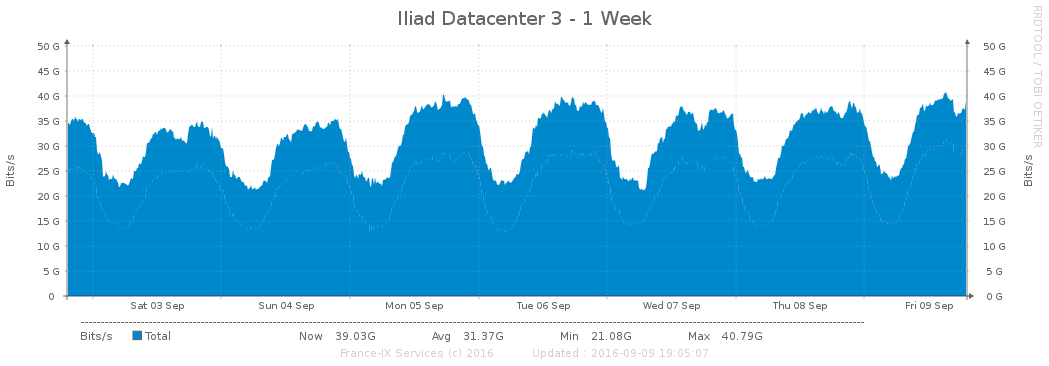 Iliad Datacenter 3 - 1 Week
RRDTOOL / TOBI OETIKER
50 G 50 G
45 G 45 G
40 G 40 G
35 G 35 G
30 G 30 G
25 G 25 G
20 G 20 G
15 G 15 G
10 G 10 G
5 G 5 G
0 0 G
Bits/s Bits/s
Sat 03 Sep Sun 04 Sep Mon 05 Sep Tue 06 Sep Wed 07 Sep Thu 08 Sep Fri 09 Sep
Bits/s Total Now 39.03G Avg 31.37G Min 21.08G Max 40.79G
France-IX Services (c) 2016 Updated : 2016-09-09 19:05:07